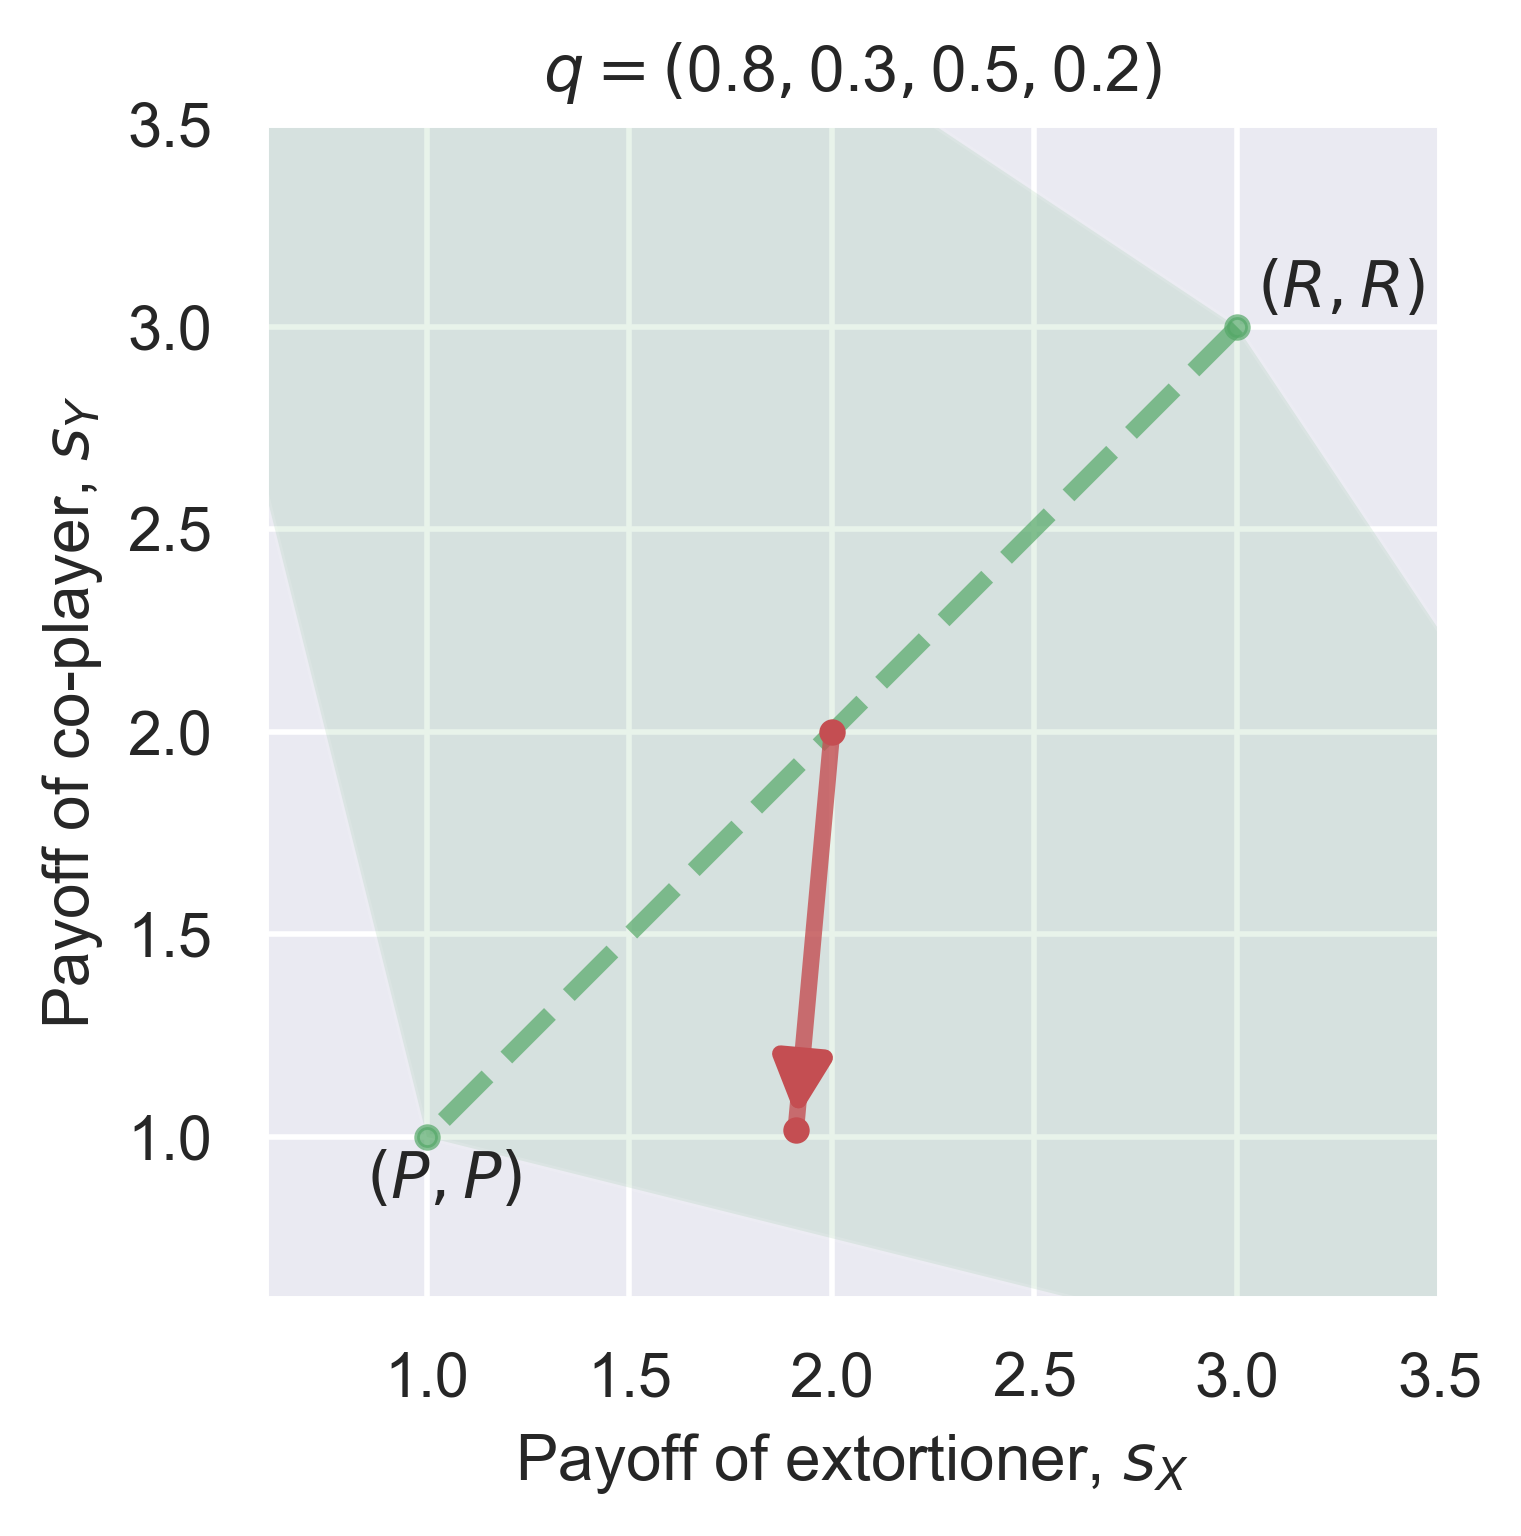 q = (0.8, 0.3, 0.5, 0.2)
3.5
3.0
2.5
2.0
1.5
1.0
Payoff of co-player, s_Y
(R, R)
(P, P)
1.0 1.5 2.0 2.5 3.0 3.5
Payoff of extortioner, s_X